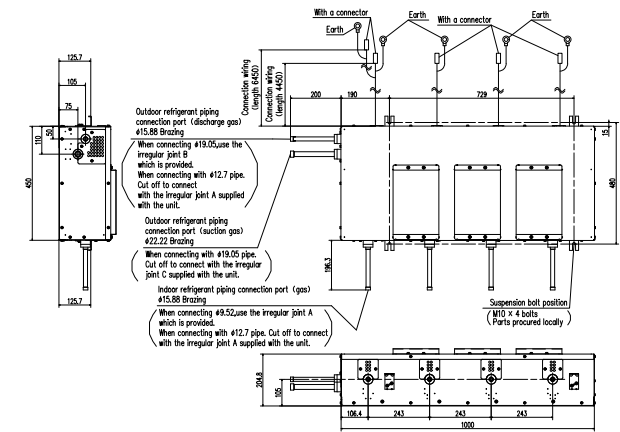 With a connector
Earth
Earth
With a connector
Earth
Connection wiring
(length 6450)
Connection wiring
(length 4450)
125.7
105
75
200
190
729
110
50
450
15
480
Outdoor refrigerant piping
connection port (discharge gas)
φ15.88 Brazing
When connecting φ19.05,use the
irregular joint B
which is provided.
When connecting with φ12.7 pipe.
Cut off to connect
with the irregular joint A supplied
with the unit.
Outdoor refrigerant piping
connection port (suction gas)
φ22.22 Brazing
When connecting with φ19.05 pipe.
Cut off to connect with the irregular
joint C supplied with the unit.
125.7
196.3
Indoor refrigerant piping connection port (gas)
φ15.88 Brazing
When connecting φ9.52,use the irregular joint A
which is provided.
When connecting with φ12.7 pipe. Cut off to connect
with the irregular joint A supplied with the unit.
Suspension bolt position
(M10 × 4 bolts
Parts procured locally)
204.8
105
106.4
243
243
243
1000